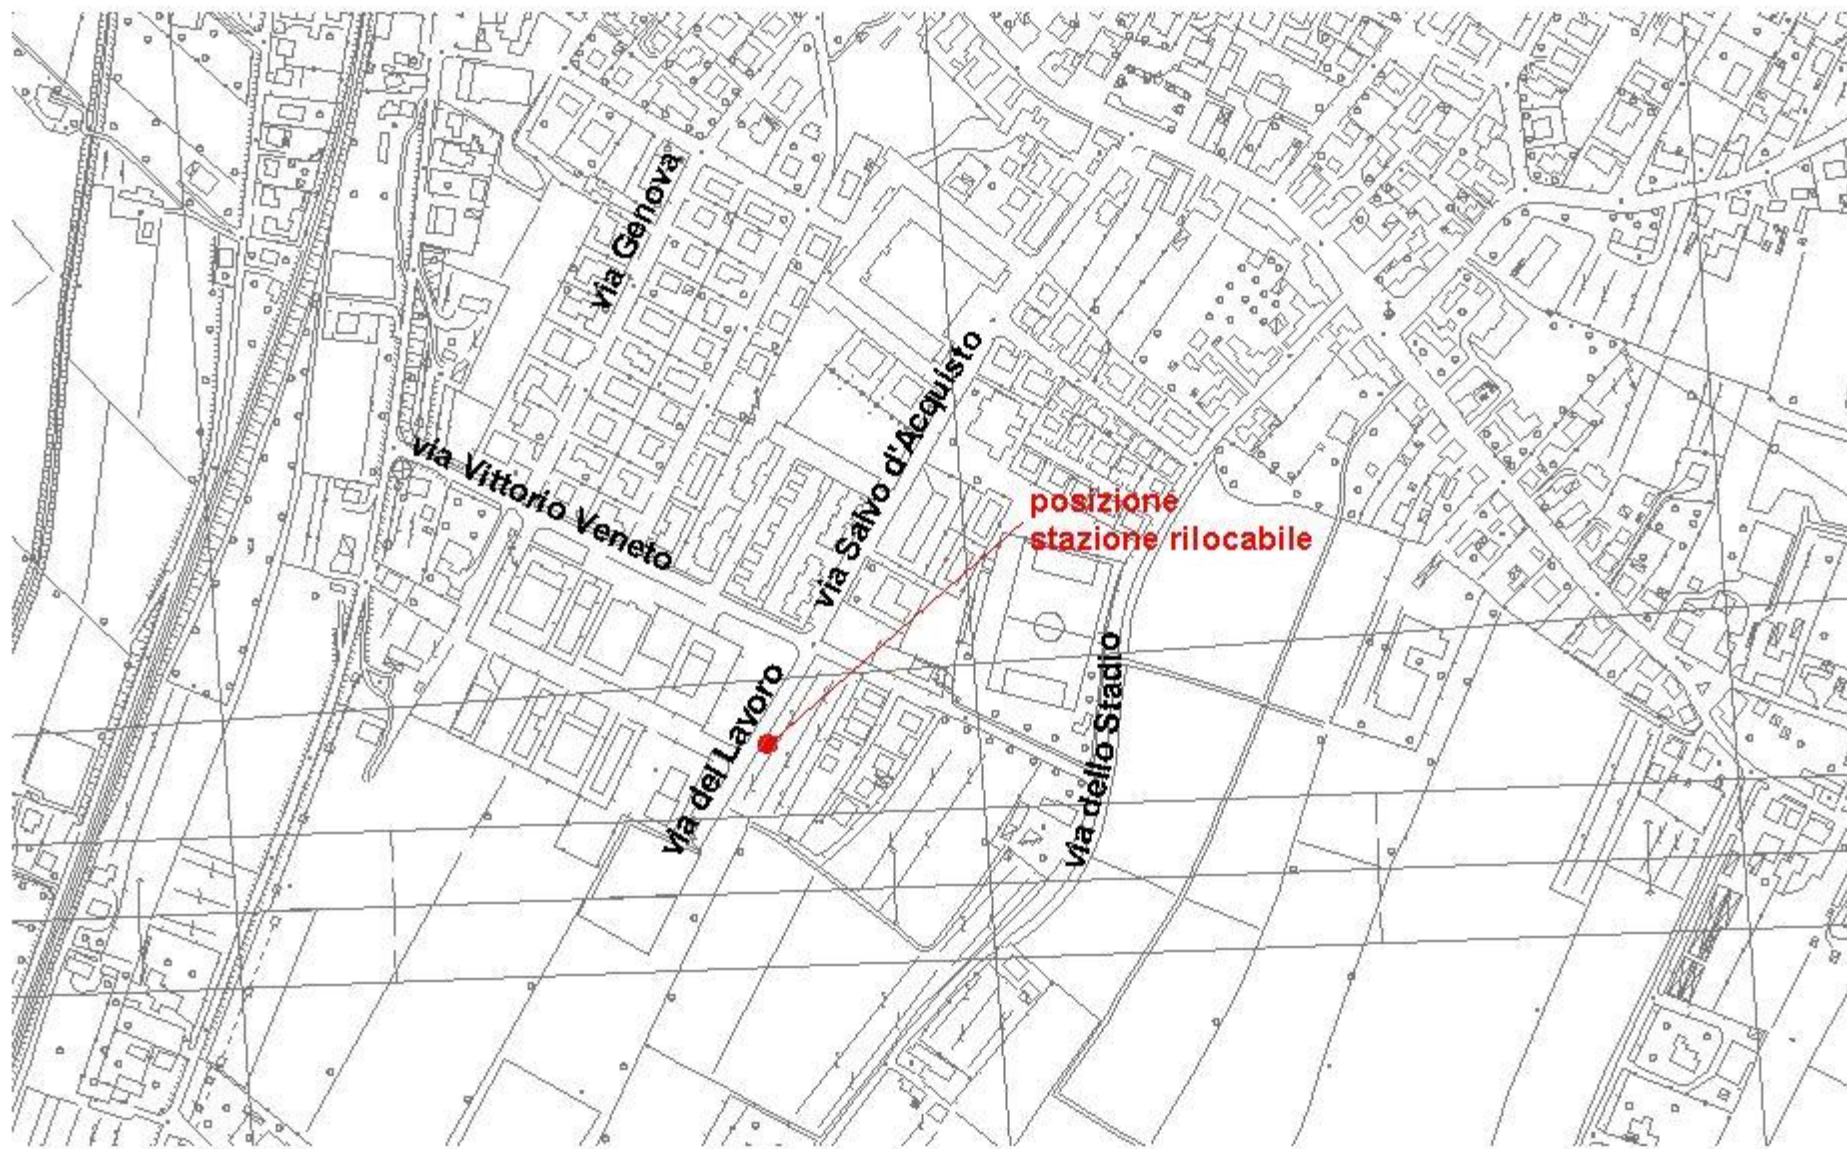 via Genova
via Salvo d'Acquisto
via Vittorio Veneto
posizione
stazione rilocabile
via del Lavoro
via dello Stadio